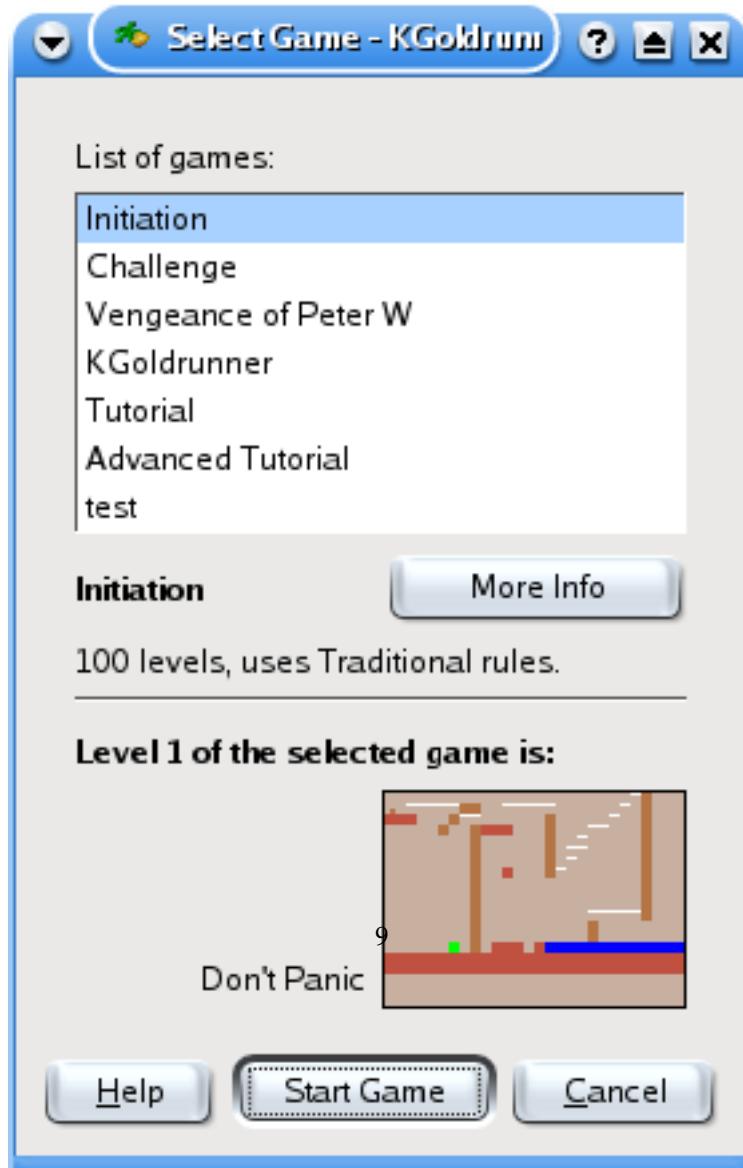 Select Game - KGoldrunn
List of games:
Initiation
Challenge
Vengeance of Peter W
KGoldrunner
Tutorial
Advanced Tutorial
test
Initiation
More Info
100 levels, uses Traditional rules.
Level 1 of the selected game is:
9
Don't Panic
Help
Start Game
Cancel